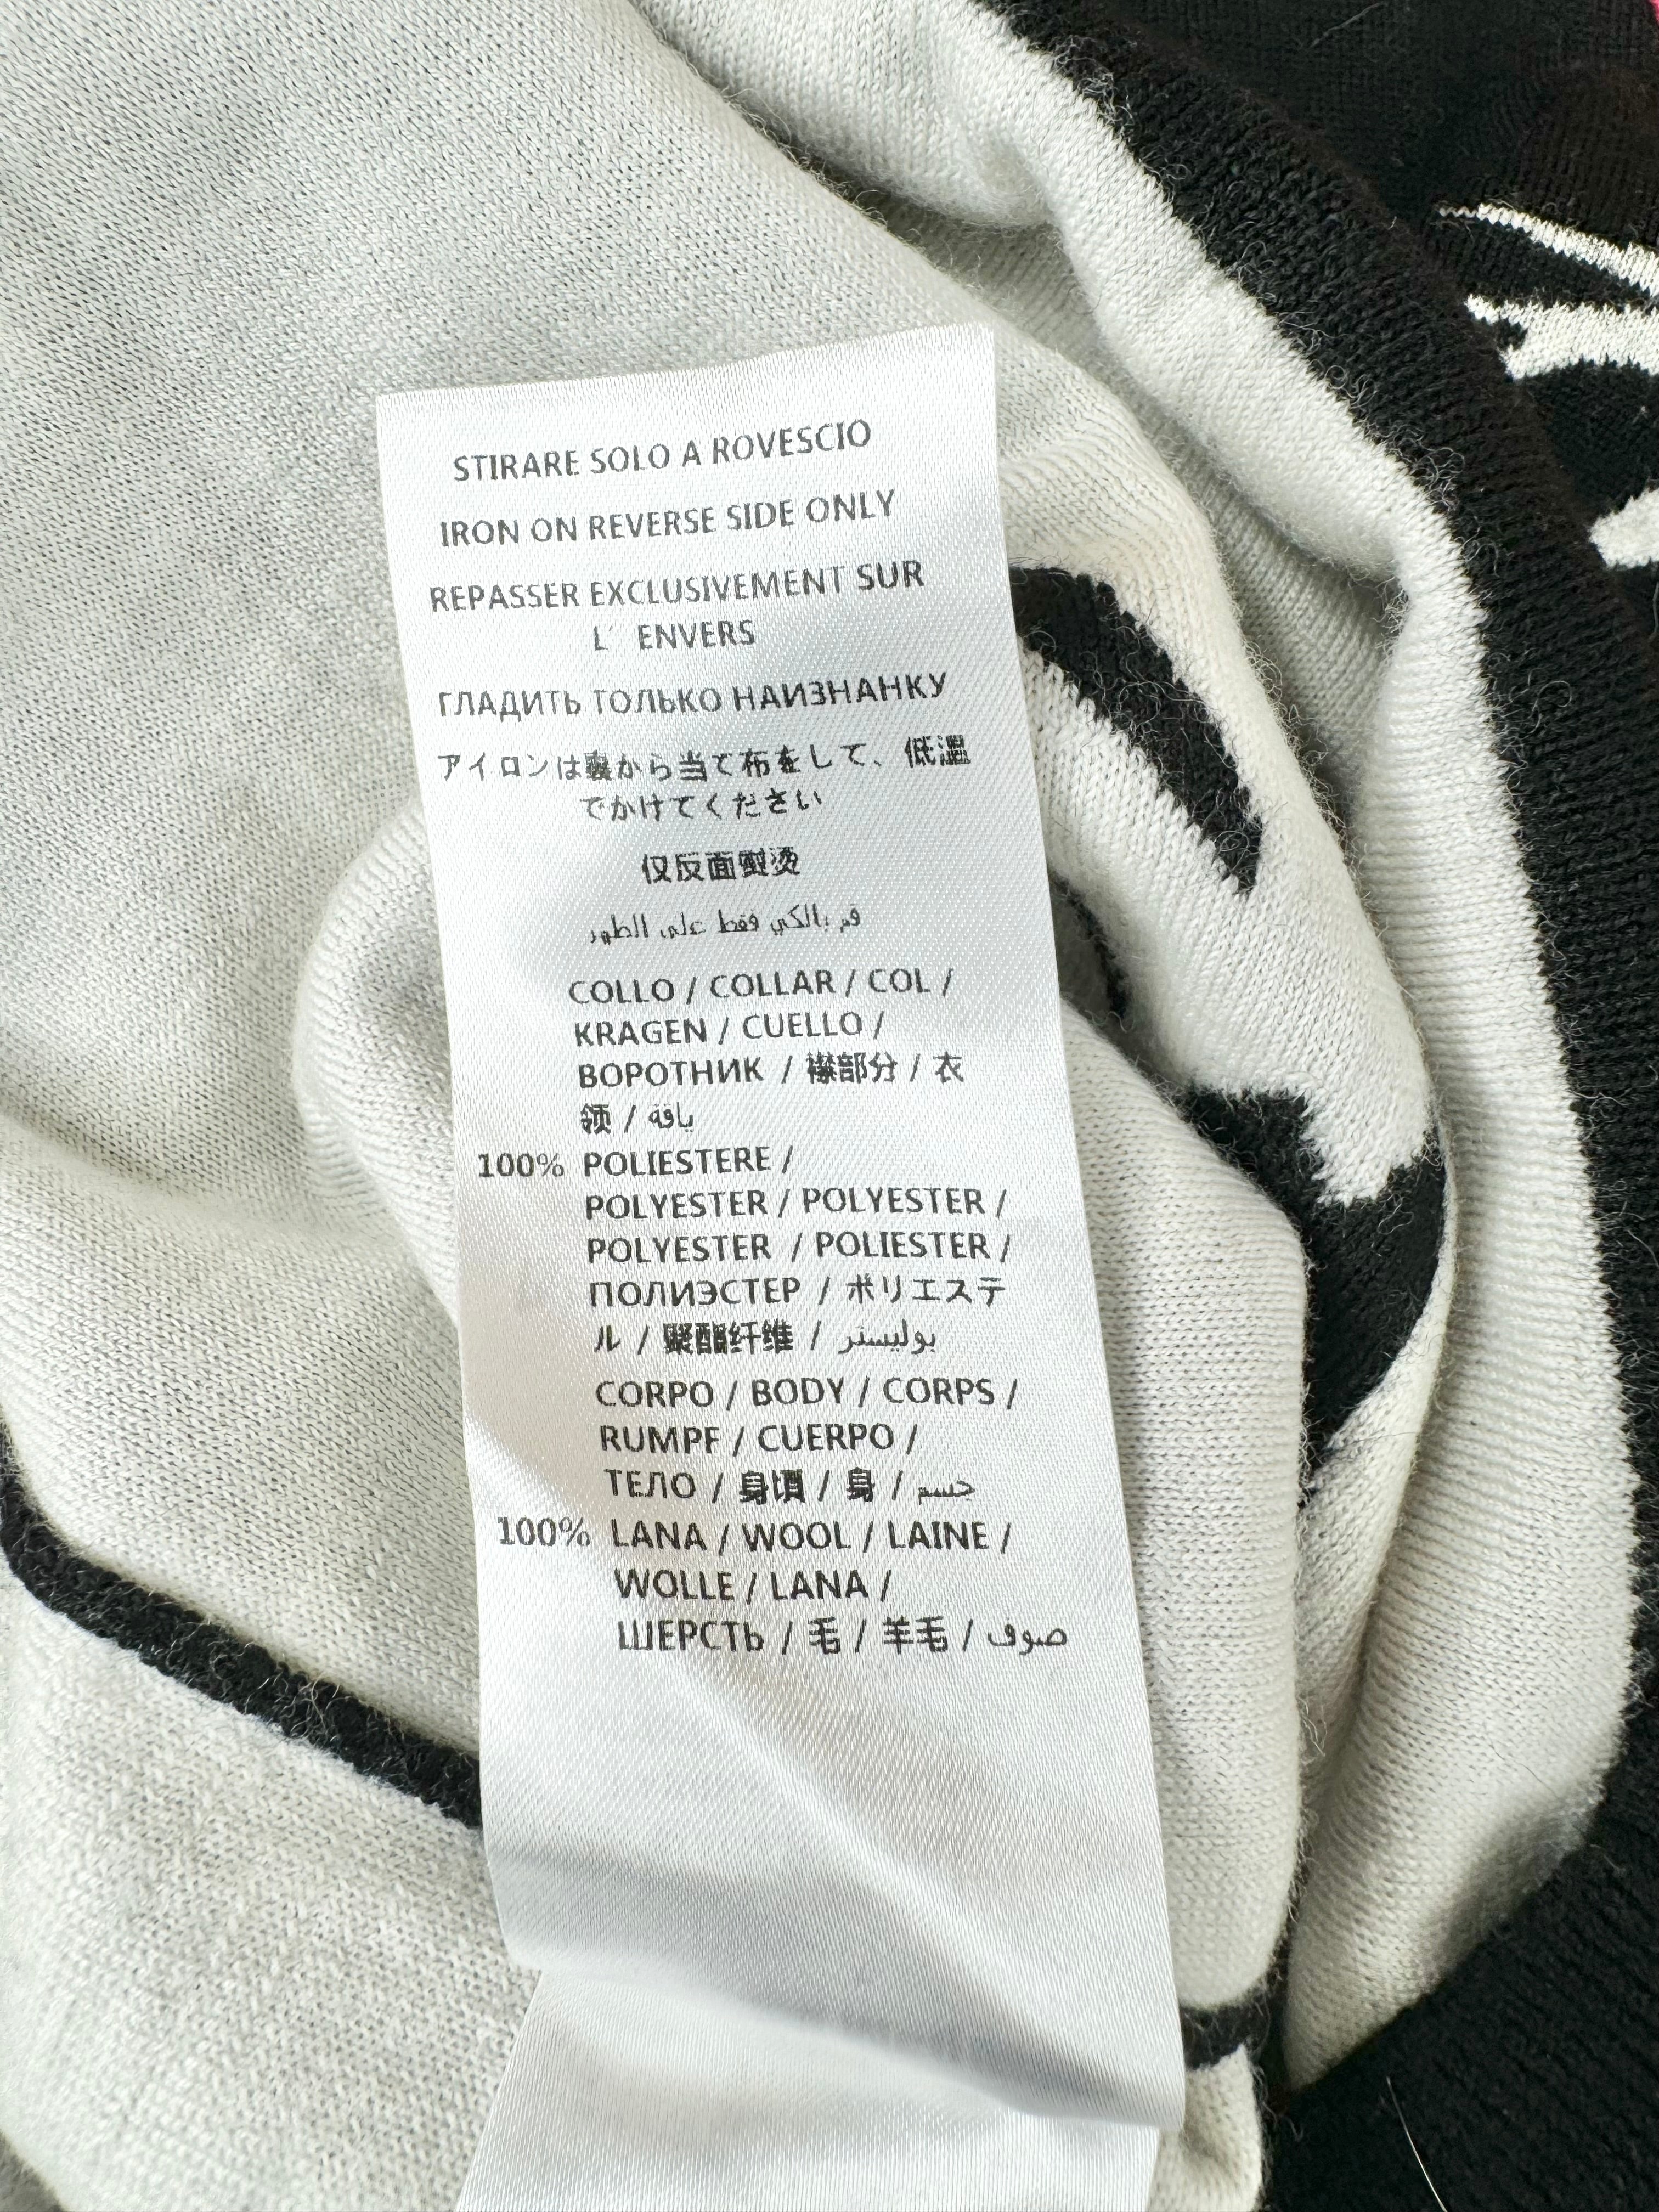 STIRARE SOLO A ROVESCIO
IRON ON REVERSE SIDE ONLY
REPASSER EXCLUSIVEMENT SUR
L´ ENVERS
ГЛАДИТЬ ТОЛЬКО НАИЗНАНКУ
アイロンは裏から当て布をして、低温
でかけてください
仅反面熨烫
قم بالكي فقط على الظهر
COLLO / COLLAR / COL /
KRAGEN / CUELLO /
ВОРОТНИК / 襟部分 / 衣
领 / ياقة
100% POLIESTERE /
POLYESTER / POLYESTER /
POLYESTER / POLIESTER /
ПОЛИЭСТЕР / ポリエステ
ル / 聚酯纤维 / بوليستر
CORPO / BODY / CORPS /
RUMPF / CUERPO /
ТЕЛО / 身頃 / 身 / جسم
100% LANA / WOOL / LAINE /
WOLLE / LANA /
ШЕРСТЬ / 毛 / 羊毛 / صوف